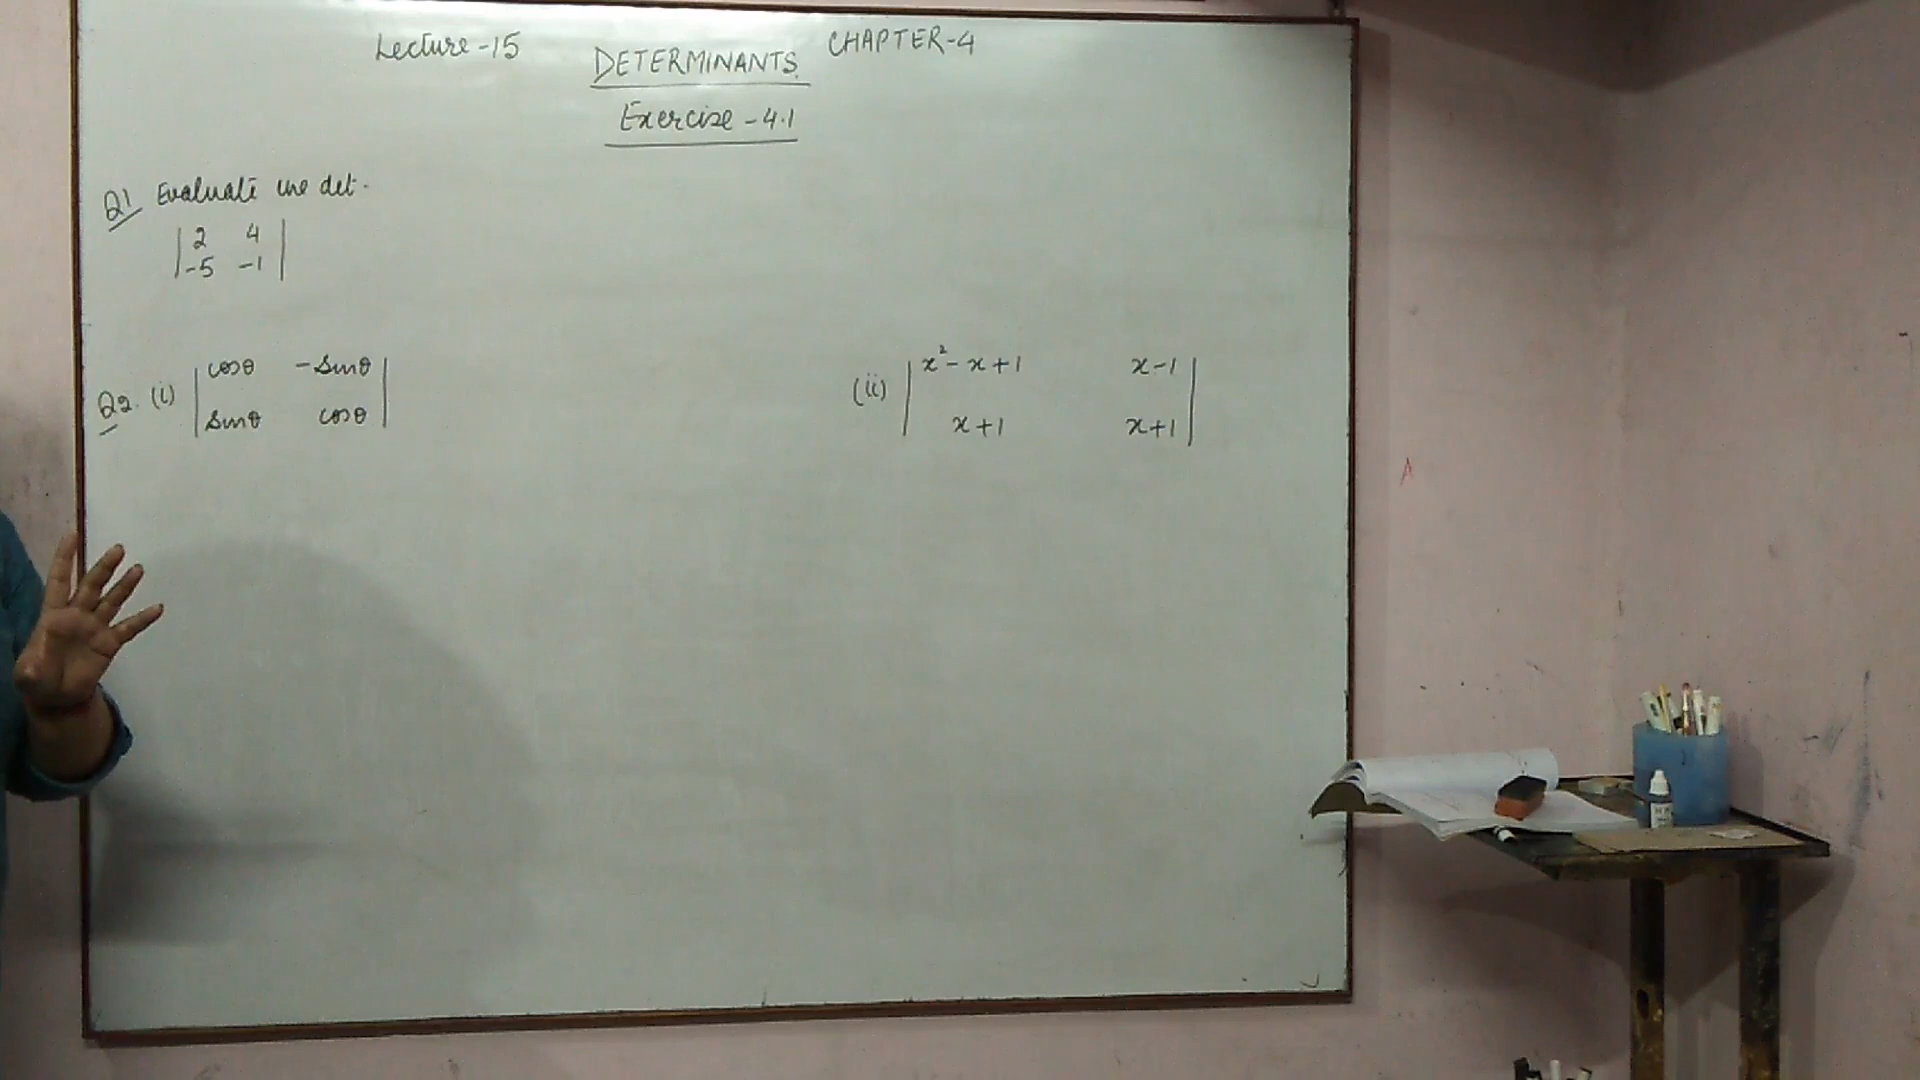 Lecture-15
DETERMINANTS
CHAPTER-4
Exercise-4.1
Q1 Evaluate the det.
| 2 4 |
| -5 -1 |
Q2. (i) | cosθ -sinθ |
| sinθ cosθ |
(ii) | x²-x+1 x-1 |
| x+1 x+1 |